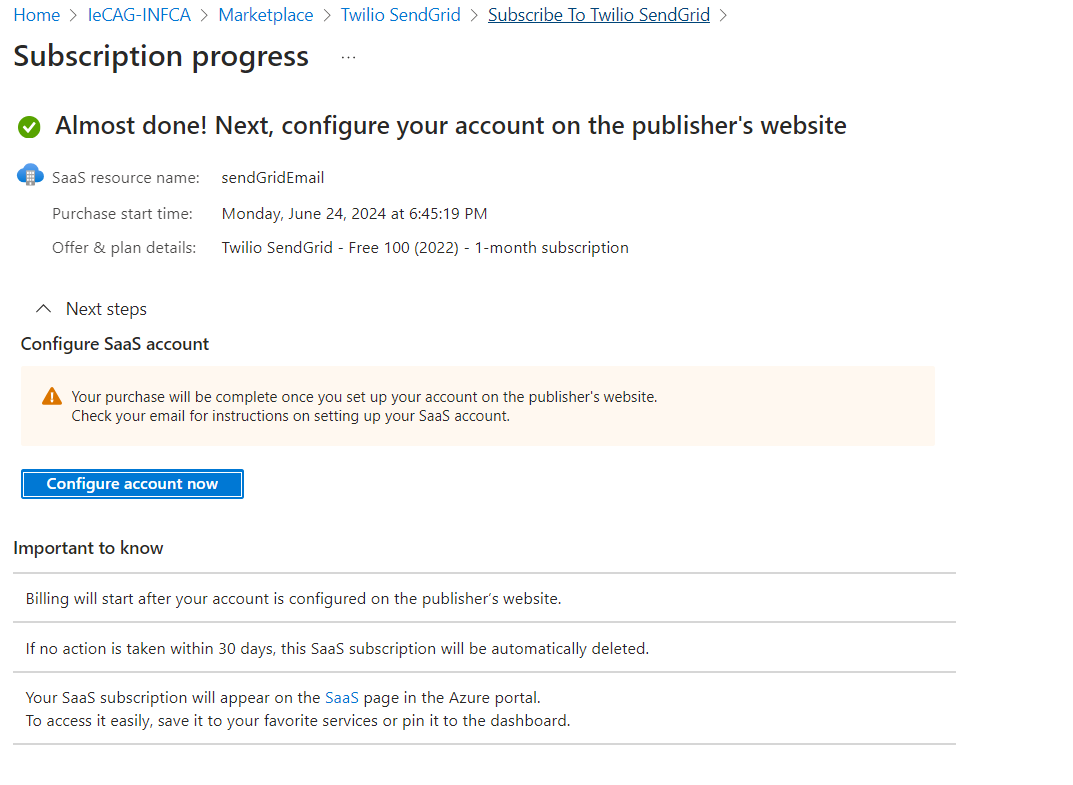 Home > IeCAG-INFCA > Marketplace > Twilio SendGrid > Subscribe To Twilio SendGrid >
Subscription progress ...
Almost done! Next, configure your account on the publisher's website
SaaS resource name: sendGridEmail
Purchase start time: Monday, June 24, 2024 at 6:45:19 PM
Offer & plan details: Twilio SendGrid - Free 100 (2022) - 1-month subscription
Next steps
Configure SaaS account
Your purchase will be complete once you set up your account on the publisher's website.
Check your email for instructions on setting up your SaaS account.
Configure account now
Important to know
Billing will start after your account is configured on the publisher’s website.
If no action is taken within 30 days, this SaaS subscription will be automatically deleted.
Your SaaS subscription will appear on the SaaS page in the Azure portal.
To access it easily, save it to your favorite services or pin it to the dashboard.